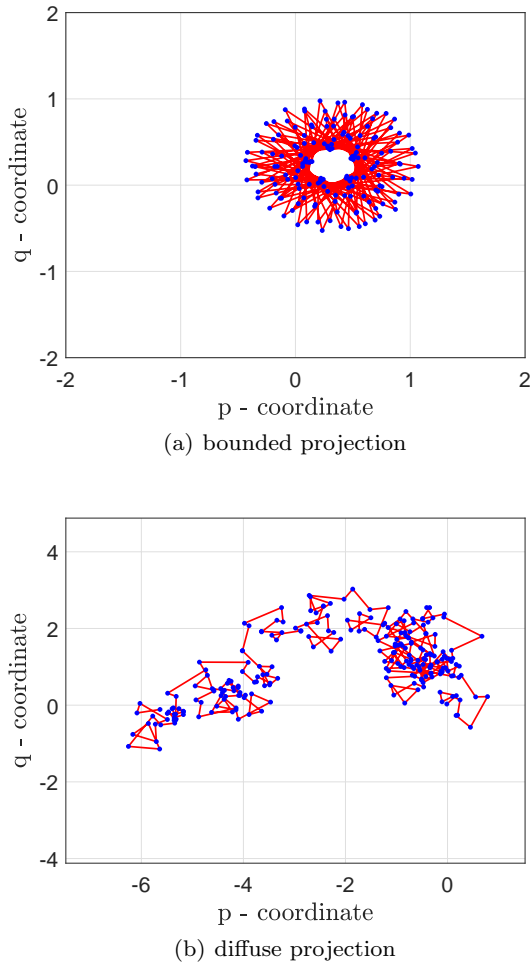 2
1
0
-1
-2
q - coordinate
-2 -1 0 1 2
p - coordinate
(a) bounded projection
4
2
0
-2
-4
q - coordinate
-6 -4 -2 0
p - coordinate
(b) diffuse projection